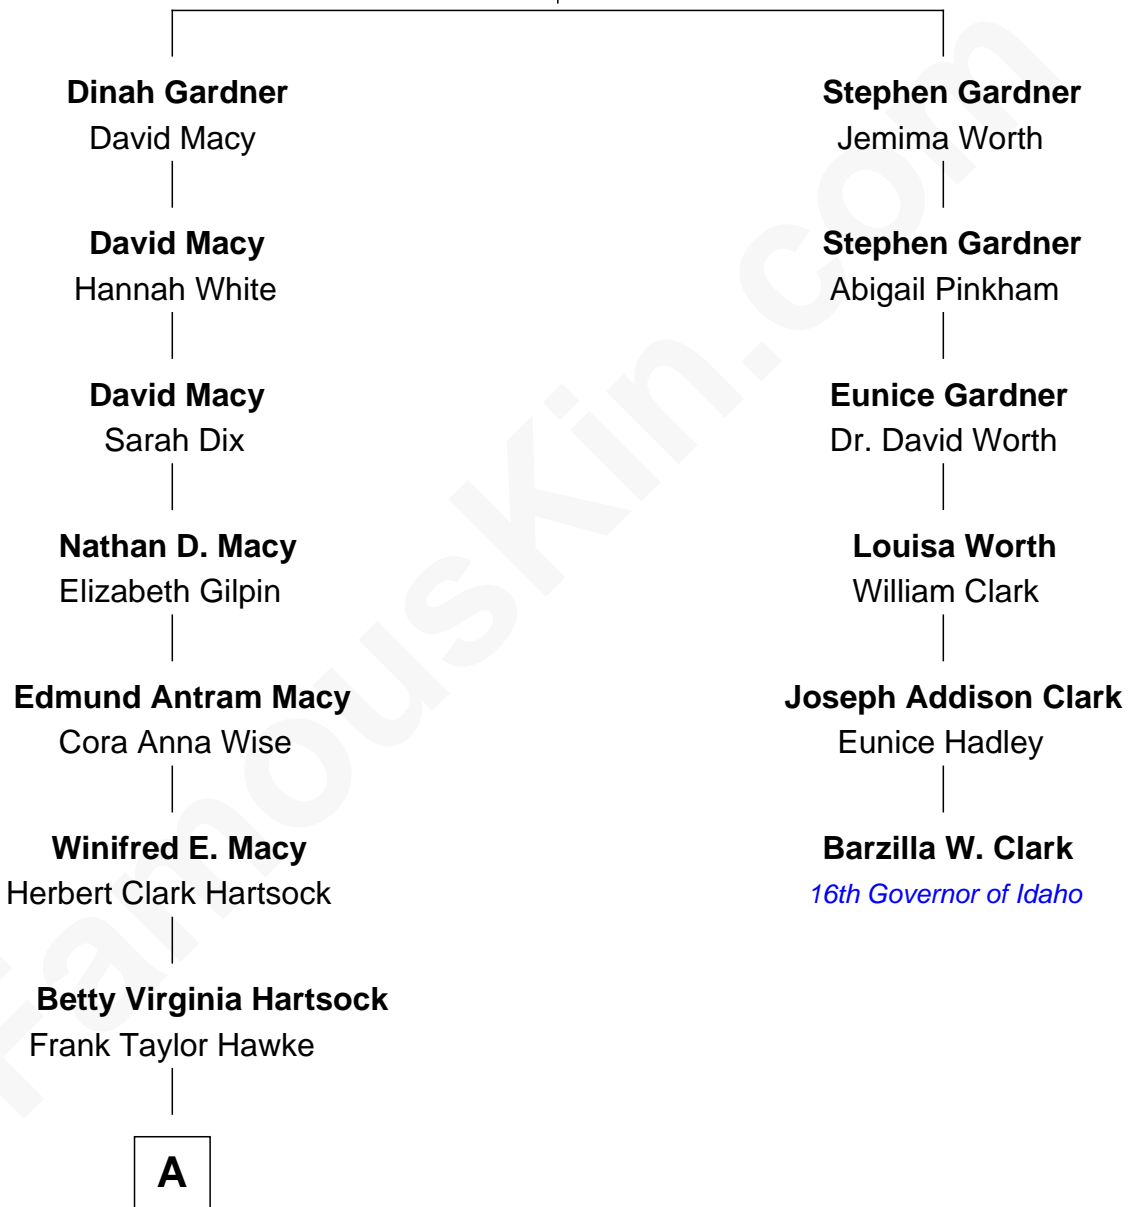 Dinah Gardner
David Macy
David Macy
Hannah White
David Macy
Sarah Dix
Nathan D. Macy
Elizabeth Gilpin
Edmund Antram Macy
Cora Anna Wise
Winifred E. Macy
Herbert Clark Hartsock
Betty Virginia Hartsock
Frank Taylor Hawke
A
Stephen Gardner
Jemima Worth
Stephen Gardner
Abigail Pinkham
Eunice Gardner
Dr. David Worth
Louisa Worth
William Clark
Joseph Addison Clark
Eunice Hadley
Barzilla W. Clark
16th Governor of Idaho
FamousKin.com